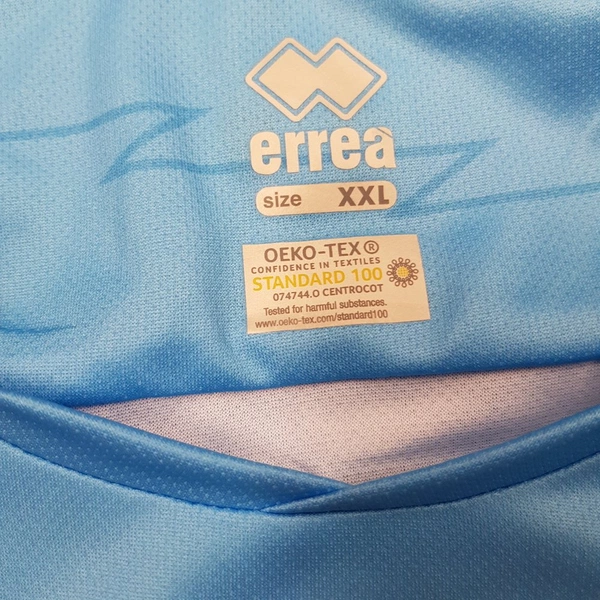 erreà
size XXL
OEKO-TEX®
CONFIDENCE IN TEXTILES
STANDARD 100
074744.O CENTROCOT
Tested for harmful substances.
www.oeko-tex.com/standard100